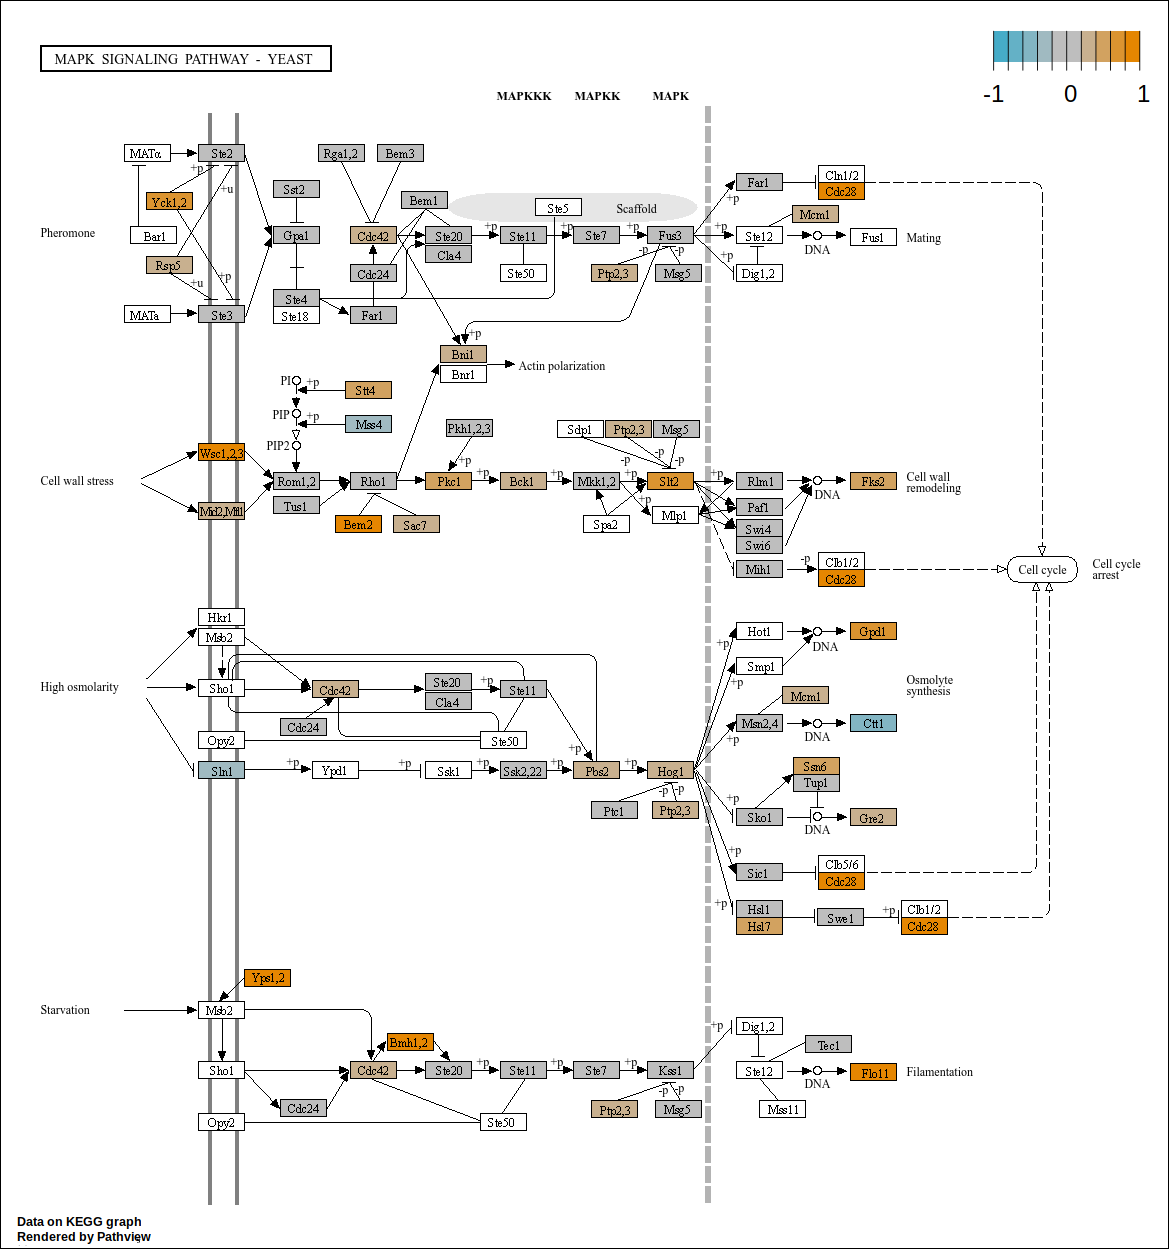 MAPK SIGNALING PATHWAY - YEAST
-1 0 1
MAPKKK MAPKK MAPK
MATα Ste2 Rga1,2 Bem3
+p
Cln1/2
Far1
Cdc28
+p
Sst2 +u
Yck1,2
Bem1
Ste5 Scaffold
Mcm1
Pheromone Bar1 Gpa1 Cdc42 Ste20 +p Ste11 +p Ste7 +p Fus3 Ste12 DNA Fus1 Mating
Cla4 -p -p +p
Rsp5 Cdc24 Ste50 Ptp2,3 Msg5 Dig1,2
+u +p
Ste4
MATa Ste3 Ste18 Far1
+p
Bni1
Bnr1 Actin polarization
PI +p Stt4
PIP +p Mss4
PIP2
Pkh1,2,3 Sdp1 Ptp2,3 Msg5
Wsc1,2,3 +p -p -p -p
Cell wall stress Rom1,2 Rho1 Pkc1 +p Bck1 +p Mkk1,2 +p Slt2 +p Rlm1 DNA Fks2 Cell wall
remodeling
Mid2,Mtl1 Tus1 +p Paf1
Bem2 Sac7 Spa2 Mlp1 Swi4
Swi6
Mih1 -p Clb1/2
Cdc28
Cell cycle
Cell cycle
arrest
Hkr1
Msb2 Hot1 DNA Gpd1
+p
Smp1
+p
High osmolarity Sho1 Cdc42 Ste20 +p Ste11
Cla4
Osmolyte
synthesis
Mcm1
Cdc24 Msn2,4 DNA Ctt1
+p
Opy2 Ste50
+p
Sln1 +p Ypd1 +p Ssk1 +p Ssk2,22 +p Pbs2 +p Hog1
Ssn6
Tup1
-p -p +p
Ptc1 Ptp2,3 Sko1 DNA Gre2
+p
Sic1 Clb5/6
Cdc28
+p Hsl1 Swe1 +p Clb1/2
Hsl7 Cdc28
Yps1,2
Starvation Msb2
+p Dig1,2
Bmh1,2 Tec1
Sho1 Cdc42 Ste20 +p Ste11 +p Ste7 +p Kss1 Ste12 DNA Flo11 Filamentation
-p -p
Cdc24 Ptp2,3 Msg5 Mss11
Opy2 Ste50
Data on KEGG graph
Rendered by Pathview